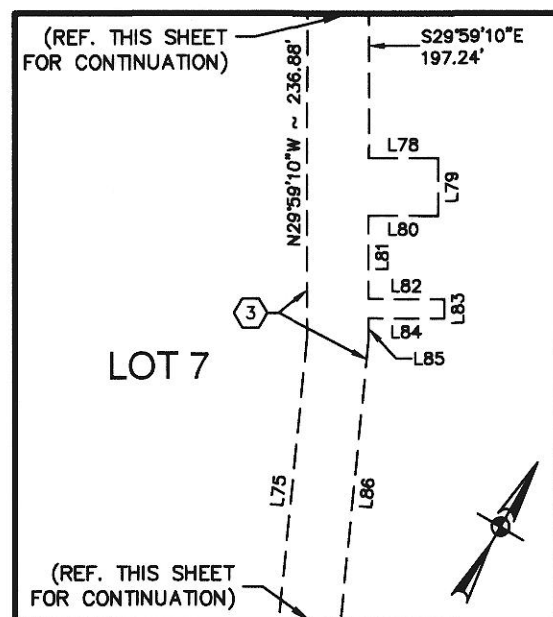 (REF. THIS SHEET
FOR CONTINUATION)
S29°59'10"E
197.24'
N29°59'10"W ~ 236.88'
L78
L79
L80
L81
L82
L83
L84
L85
3
LOT 7
L75
L86
(REF. THIS SHEET
FOR CONTINUATION)